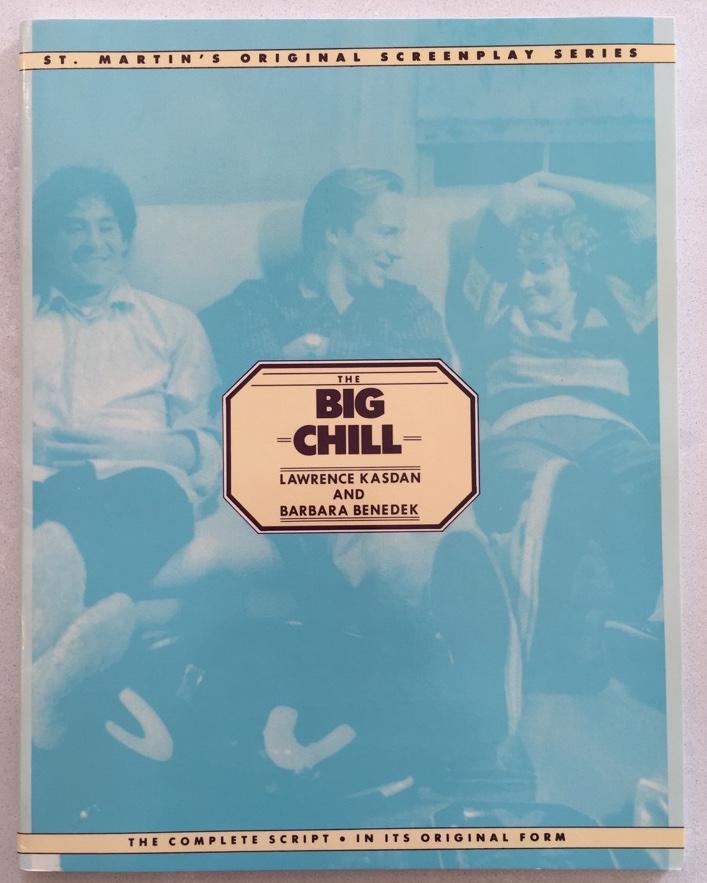 ST. MARTIN'S ORIGINAL SCREENPLAY SERIES
THE
BIG
CHILL
LAWRENCE KASDAN
AND
BARBARA BENEDEK
THE COMPLETE SCRIPT • IN ITS ORIGINAL FORM